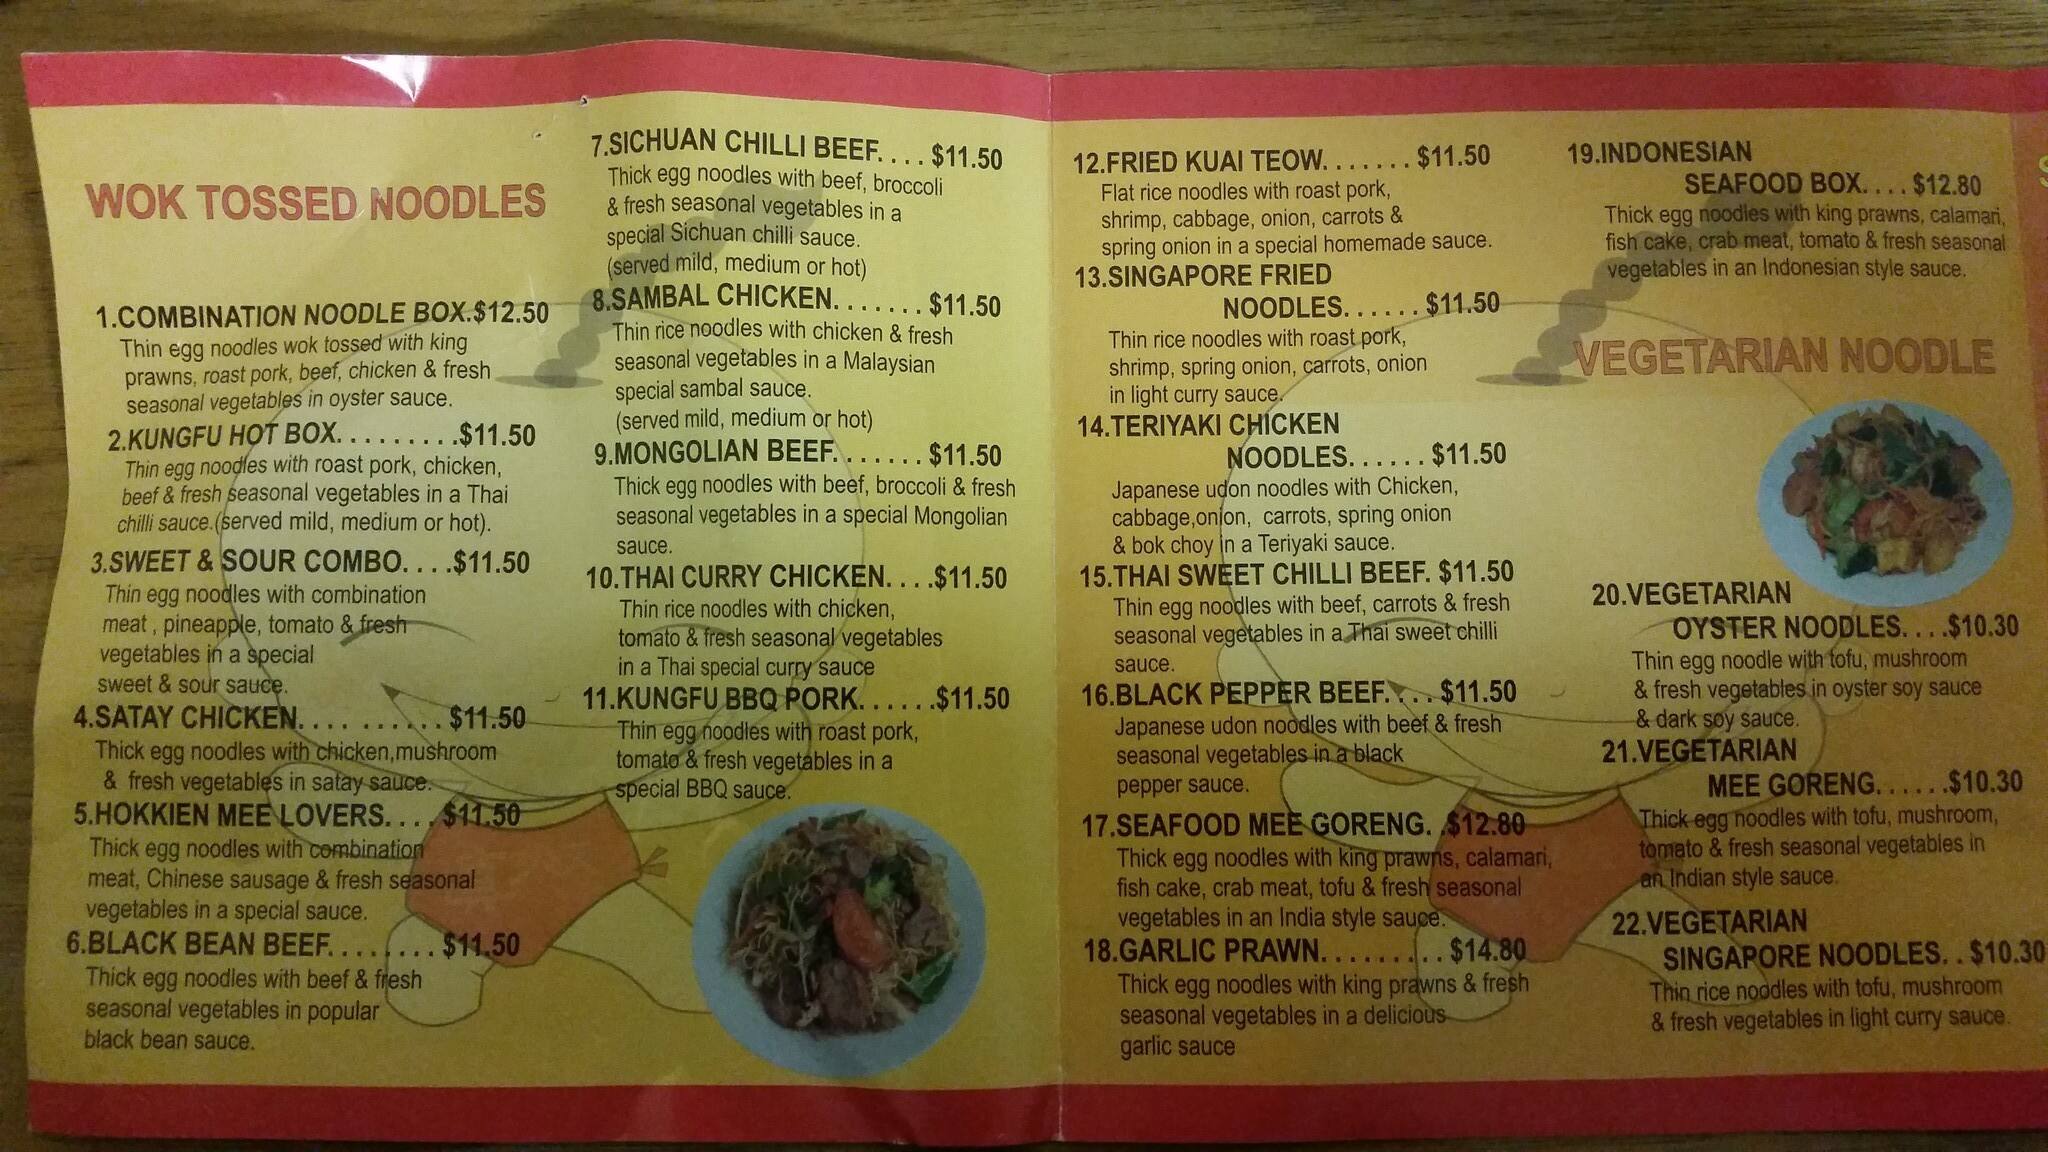 WOK TOSSED NOODLES
1.COMBINATION NOODLE BOX.$12.50
Thin egg noodles wok tossed with king
prawns, roast pork, beef, chicken & fresh
seasonal vegetables in oyster sauce.
2.KUNGFU HOT BOX. . . . . . . . .$11.50
Thin egg noodles with roast pork, chicken,
beef & fresh seasonal vegetables in a Thai
chilli sauce.(served mild, medium or hot).
3.SWEET & SOUR COMBO. . . .$11.50
Thin egg noodles with combination
meat , pineapple, tomato & fresh
vegetables in a special
sweet & sour sauce.
4.SATAY CHICKEN. . . . . . . . . . $11.50
Thick egg noodles with chicken,mushroom
& fresh vegetables in satay sauce.
5.HOKKIEN MEE LOVERS. . . . $11.50
Thick egg noodles with combination
meat, Chinese sausage & fresh seasonal
vegetables in a special sauce.
6.BLACK BEAN BEEF. . . . . . . . $11.50
Thick egg noodles with beef & fresh
seasonal vegetables in popular
black bean sauce.
7.SICHUAN CHILLI BEEF. . . . $11.50
Thick egg noodles with beef, broccoli
& fresh seasonal vegetables in a
special Sichuan chilli sauce.
(served mild, medium or hot)
8.SAMBAL CHICKEN. . . . . . . $11.50
Thin rice noodles with chicken & fresh
seasonal vegetables in a Malaysian
special sambal sauce.
(served mild, medium or hot)
9.MONGOLIAN BEEF. . . . . . . $11.50
Thick egg noodles with beef, broccoli & fresh
seasonal vegetables in a special Mongolian
sauce.
10.THAI CURRY CHICKEN. . . .$11.50
Thin rice noodles with chicken,
tomato & fresh seasonal vegetables
in a Thai special curry sauce
11.KUNGFU BBQ PORK. . . . . .$11.50
Thin egg noodles with roast pork,
tomato & fresh vegetables in a
special BBQ sauce.
12.FRIED KUAI TEOW. . . . . . . $11.50
Flat rice noodles with roast pork,
shrimp, cabbage, onion, carrots &
spring onion in a special homemade sauce.
13.SINGAPORE FRIED
NOODLES. . . . . . $11.50
Thin rice noodles with roast pork,
shrimp, spring onion, carrots, onion
in light curry sauce.
14.TERIYAKI CHICKEN
NOODLES. . . . . . $11.50
Japanese udon noodles with Chicken,
cabbage,onion, carrots, spring onion
& bok choy in a Teriyaki sauce.
15.THAI SWEET CHILLI BEEF. $11.50
Thin egg noodles with beef, carrots & fresh
seasonal vegetables in a Thai sweet chilli
sauce.
16.BLACK PEPPER BEEF. . . . $11.50
Japanese udon noodles with beef & fresh
seasonal vegetables in a black
pepper sauce.
17.SEAFOOD MEE GORENG. .$12.80
Thick egg noodles with king prawns, calamari,
fish cake, crab meat, tofu & fresh seasonal
vegetables in an India style sauce.
18.GARLIC PRAWN. . . . . . . . . $14.80
Thick egg noodles with king prawns & fresh
seasonal vegetables in a delicious
garlic sauce
19.INDONESIAN
SEAFOOD BOX. . . . $12.80
Thick egg noodles with king prawns, calamari,
fish cake, crab meat, tomato & fresh seasonal
vegetables in an Indonesian style sauce.
VEGETARIAN NOODLE
20.VEGETARIAN
OYSTER NOODLES. . . .$10.30
Thin egg noodle with tofu, mushroom
& fresh vegetables in oyster soy sauce
& dark soy sauce.
21.VEGETARIAN
MEE GORENG. . . . . .$10.30
Thick egg noodles with tofu, mushroom,
tomato & fresh seasonal vegetables in
an Indian style sauce.
22.VEGETARIAN
SINGAPORE NOODLES. . $10.30
Thin rice noodles with tofu, mushroom
& fresh vegetables in light curry sauce.